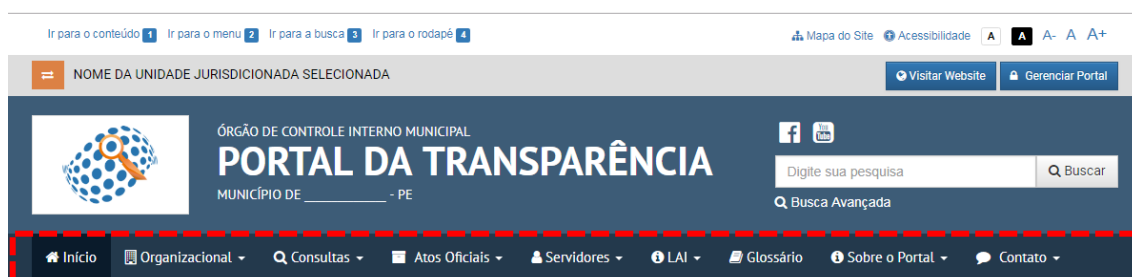 Ir para o conteúdo 1 Ir para o menu 2 Ir para a busca 3 Ir para o rodapé 4 Mapa do Site Acessibilidade A A A- A A+
NOME DA UNIDADE JURISDICIONADA SELECIONADA Visitar Website Gerenciar Portal
ÓRGÃO DE CONTROLE INTERNO MUNICIPAL
PORTAL DA TRANSPARÊNCIA
MUNICÍPIO DE ____________ - PE
f You Tube
Digite sua pesquisa Buscar
Busca Avançada
Início Organizacional Consultas Atos Oficiais Servidores LAI Glossário Sobre o Portal Contato